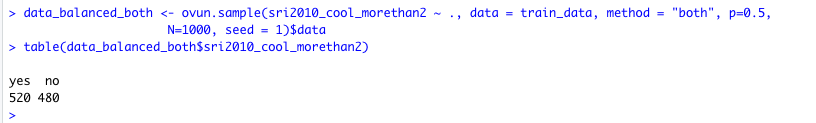 > data_balanced_both <- ovun.sample(sri2010_cool_morethan2 ~ ., data = train_data, method = "both", p=0.5,
                        N=1000, seed = 1)$data
> table(data_balanced_both$sri2010_cool_morethan2)

yes  no
520 480
>